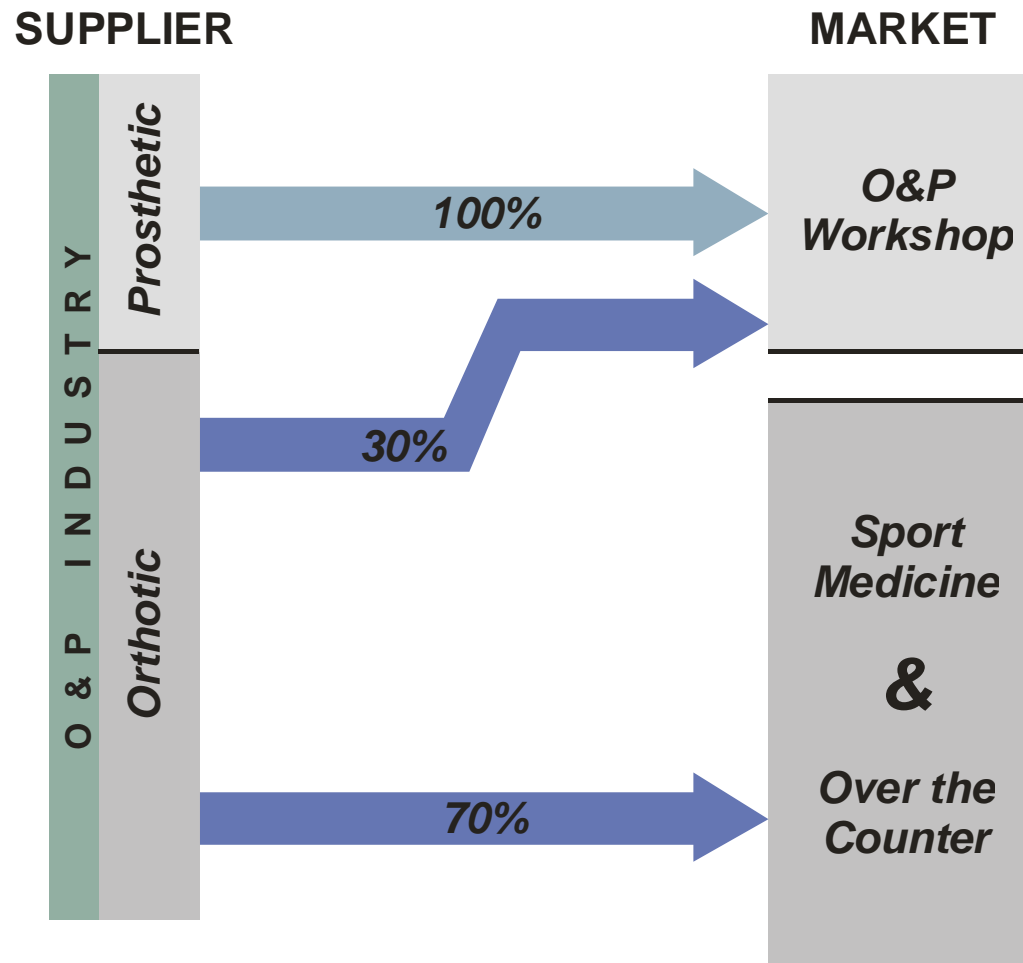 SUPPLIER
MARKET
O&P INDUSTRY
Prosthetic
Orthotic
100%
30%
70%
O&P
Workshop
Sport
Medicine
&
Over the
Counter